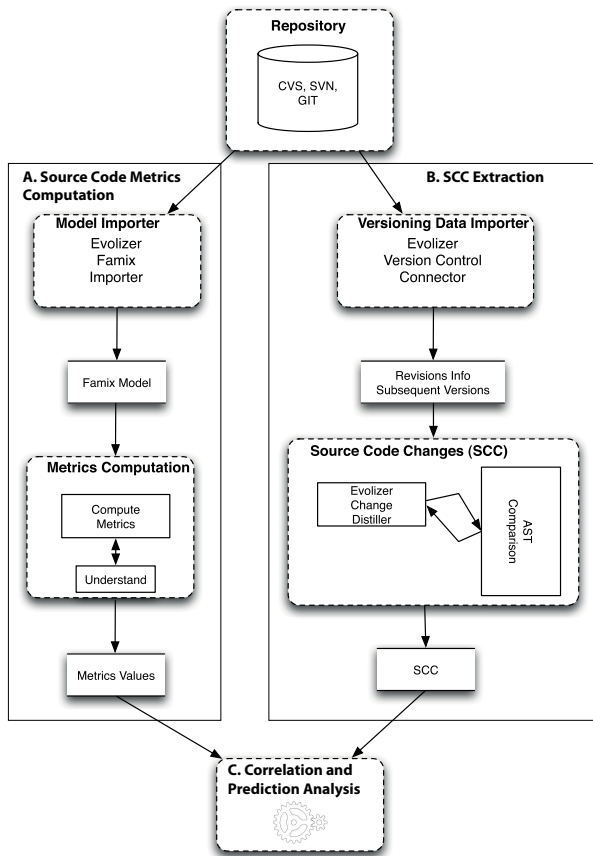 Repository
CVS, SVN,
GIT
A. Source Code Metrics
Computation
Model Importer
Evolizer
Famix
Importer
Famix Model
Metrics Computation
Compute
Metrics
Understand
Metrics Values
B. SCC Extraction
Versioning Data Importer
Evolizer
Version Control
Connector
Revisions Info
Subsequent Versions
Source Code Changes (SCC)
Evolizer
Change
Distiller
AST
Comparison
SCC
C. Correlation and
Prediction Analysis